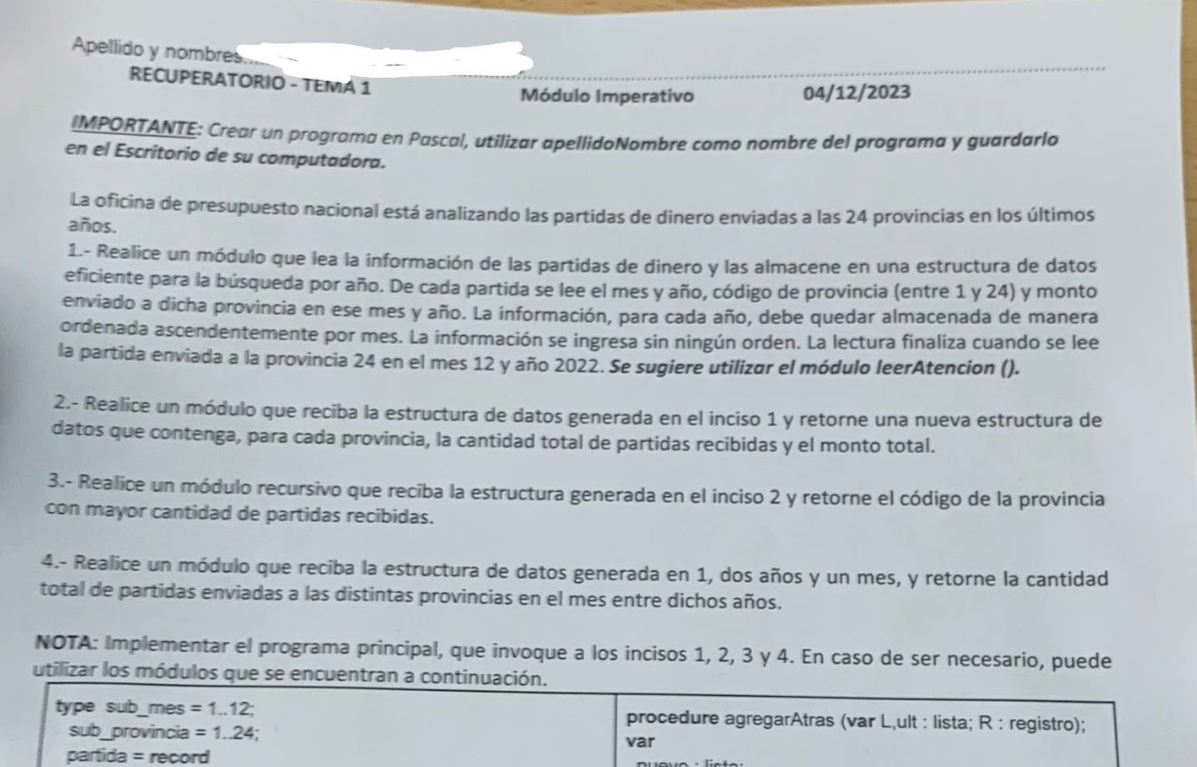 Apellido y nombres.....
RECUPERATORIO - TEMA 1
Módulo Imperativo
04/12/2023
IMPORTANTE: Crear un programa en Pascal, utilizar apellidoNombre como nombre del programa y guardarlo
en el Escritorio de su computadora.
La oficina de presupuesto nacional está analizando las partidas de dinero enviadas a las 24 provincias en los últimos
años.
1.- Realice un módulo que lea la información de las partidas de dinero y las almacene en una estructura de datos
eficiente para la búsqueda por año. De cada partida se lee el mes y año, código de provincia (entre 1 y 24) y monto
enviado a dicha provincia en ese mes y año. La información, para cada año, debe quedar almacenada de manera
ordenada ascendentemente por mes. La información se ingresa sin ningún orden. La lectura finaliza cuando se lee
la partida enviada a la provincia 24 en el mes 12 y año 2022. Se sugiere utilizar el módulo leerAtencion ().
2.- Realice un módulo que reciba la estructura de datos generada en el inciso 1 y retorne una nueva estructura de
datos que contenga, para cada provincia, la cantidad total de partidas recibidas y el monto total.
3.- Realice un módulo recursivo que reciba la estructura generada en el inciso 2 y retorne el código de la provincia
con mayor cantidad de partidas recibidas.
4.- Realice un módulo que reciba la estructura de datos generada en 1, dos años y un mes, y retorne la cantidad
total de partidas enviadas a las distintas provincias en el mes entre dichos años.
NOTA: Implementar el programa principal, que invoque a los incisos 1, 2, 3 y 4. En caso de ser necesario, puede
utilizar los módulos que se encuentran a continuación.
type sub_mes = 1..12;
sub_provincia = 1..24;
partida = record
procedure agregarAtras (var L,ult : lista; R : registro);
var
nuevo : lista;